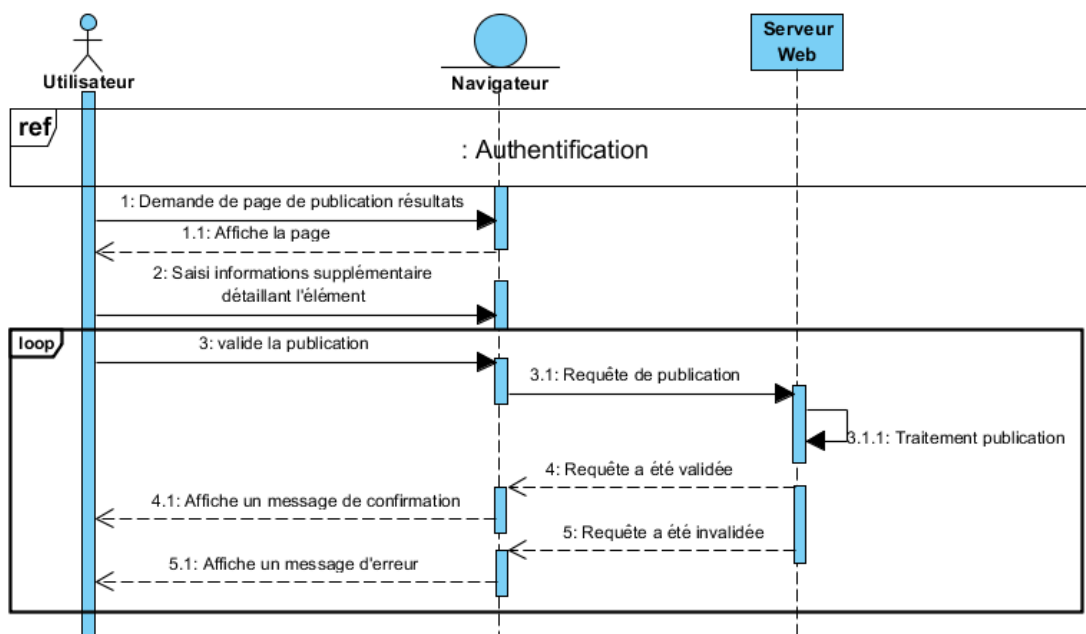 Utilisateur
Navigateur
Serveur
Web
ref
: Authentification
1: Demande de page de publication résultats
1.1: Affiche la page
2: Saisi informations supplémentaire
détaillant l'élément
loop
3: valide la publication
3.1: Requête de publication
3.1.1: Traitement publication
4: Requête a été validée
4.1: Affiche un message de confirmation
5: Requête a été invalidée
5.1: Affiche un message d'erreur